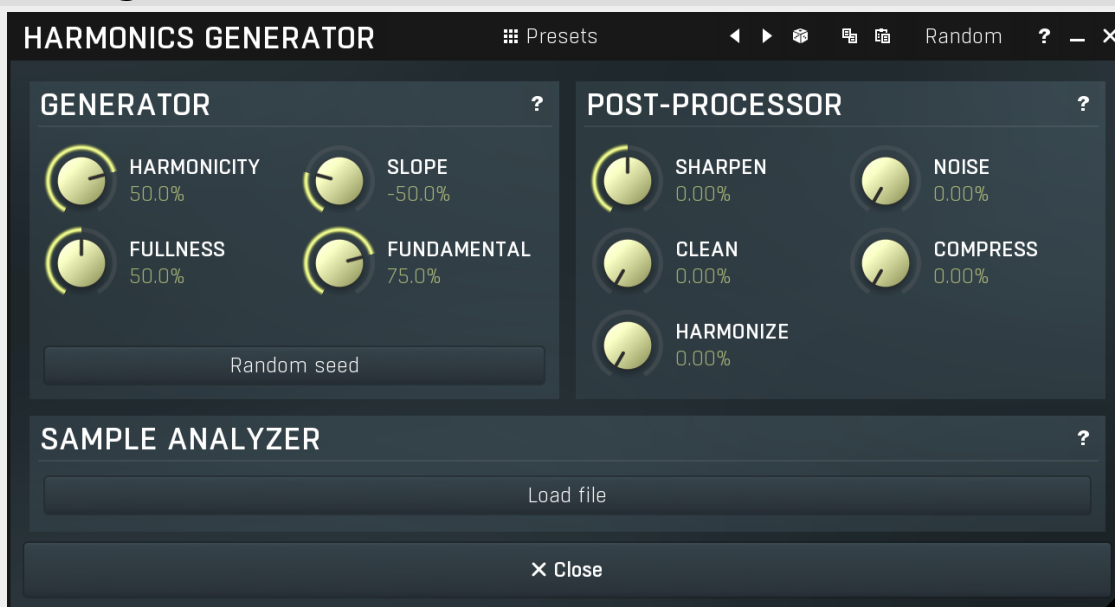 HARMONICS GENERATOR Presets Random ?
GENERATOR ?
HARMONICITY
50.0%
SLOPE
-50.0%
FULLNESS
50.0%
FUNDAMENTAL
75.0%
Random seed
POST-PROCESSOR ?
SHARPEN
0.00%
NOISE
0.00%
CLEAN
0.00%
COMPRESS
0.00%
HARMONIZE
0.00%
SAMPLE ANALYZER ?
Load file
Close